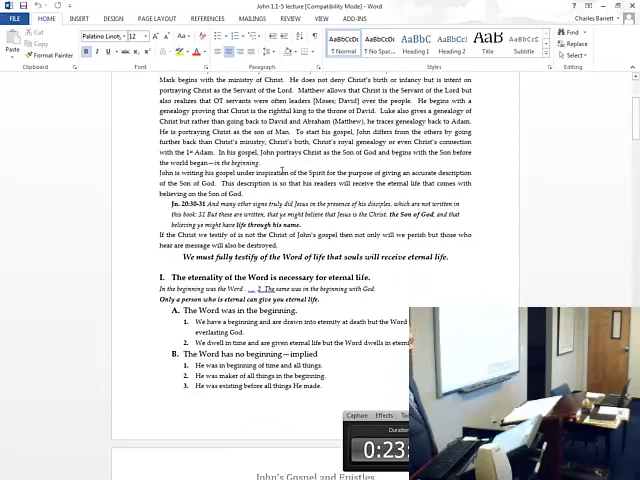 John 1.1-5 lecture [Compatibility Mode] - Word
FILE HOME INSERT DESIGN PAGE LAYOUT REFERENCES MAILINGS REVIEW VIEW ADD-INS Charles Barrett
Cut
Copy
Format Painter
Paste
Palatino Linoty 12
AaBbCcDc AaBbCcDc AaBbC AaBbCcl AaB AaBbCcD
¶ Normal ¶ No Spac... Heading 1 Heading 2 Title Subtitle
Find
Replace
Select
Clipboard Font Paragraph Styles Editing
Mark begins with the ministry of Christ. He does not deny Christ's birth or infancy but is intent on
portraying Christ as the Servant of the Lord. Matthew allows that Christ is the Servant of the Lord but
also realizes that OT servants were often leaders [Moses; David] over the people. He begins with a
genealogy proving that Christ is the rightful king to the throne of David. Luke also gives a genealogy of
Christ but rather than going back to David and Abraham (Matthew), he traces genealogy back to Adam.
He is portraying Christ as the son of Man. To start his gospel, John differs from the others by going
further back than Christ's birth, Christ's royal genealogy or even Christ's connection
with the 1st Adam. In his gospel, John portrays Christ as the Son of God and begins with the Son before
the world began—in the beginning.
John is writing his gospel under inspiration of the Spirit for the purpose of giving an accurate description
of the Son of God. This description is so that his readers will receive the eternal life that comes with
believing on the Son of God.
Jn. 20:30-31 And many other signs truly did Jesus in the presence of his disciples, which are not written in
this book: 31 But these are written, that ye might believe that Jesus is the Christ, the Son of God; and that
believing ye might have life through his name.
If the Christ we testify of is not the Christ of John's gospel then not only will we perish but those who
hear are message will also be destroyed.
We must fully testify of the Word of life that souls will receive eternal life.
I. The eternality of the Word is necessary for eternal life.
In the beginning was the Word ... 2 The same was in the beginning with God.
Only a person who is eternal can give you eternal life.
A. The Word was in the beginning.
1. We have a beginning and are drawn into eternity at death but the Word
everlasting God.
2. We dwell in time and are given eternal life but the Word dwells in
B. The Word has no beginning—implied
1. He was in beginning of time and all things.
2. He was maker of all things in the beginning.
3. He was existing before all things He made.
Capture Effects
Duration
0:23
John's Gospel and Epistles